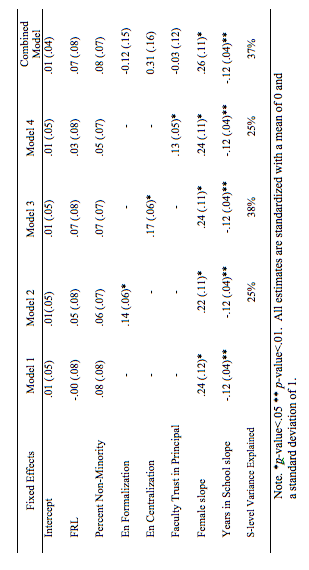 Fixed Effects Model 1 Model 2 Model 3 Model 4 Combined Model
Intercept .01 (.05) .01(.05) .01 (.05) .01 (.05) .01 (.04)
FRL -.00 (.08) .05 (.08) .07 (.08) .03 (.08) .07 (.08)
Percent Non-Minority .08 (.08) .06 (.07) .07 (.07) .05 (.07) .08 (.07)
En Formalization - .14 (.06)* - - -0.12 (.15)
En Centralization - - .17 (.06)* - 0.31 (.16)
Faculty Trust in Principal - - - .13 (.05)* -0.03 (.12)
Female slope .24 (.12)* .22 (.11)* .24 (.11)* .24 (.11)* .26 (.11)*
Years in School slope -.12 (.04)** -.12 (.04)** -.12 (.04)** -.12 (.04)** -.12 (.04)**
S-level Variance Explained 25% 38% 25% 37%
Note. *p-value<.05 ** p-value<.01. All estimates are standardized with a mean of 0 and
a standard deviation of 1.